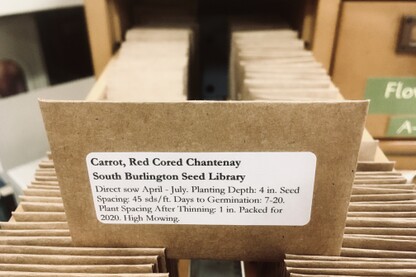 Carrot, Red Cored Chantenay
South Burlington Seed Library
Direct sow April - July. Planting Depth: 4 in. Seed
Spacing: 45 sds/ft. Days to Germination: 7-20.
Plant Spacing After Thinning: 1 in. Packed for
2020. High Mowing.
Flo
A